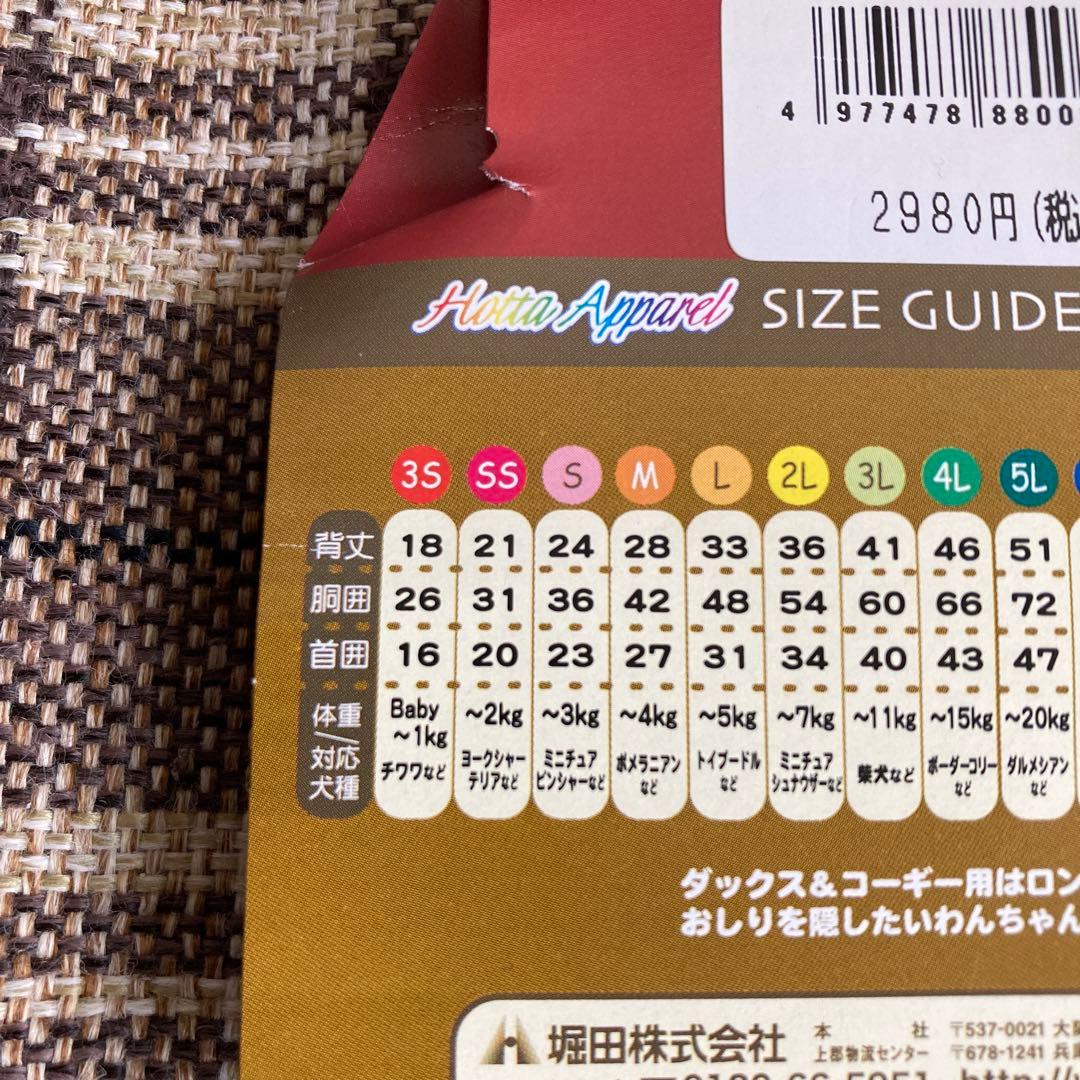 4 977478 8800
2980円(税込
Hotta Apparel SIZE GUIDE
3S SS S M L 2L 3L 4L 5L
背丈 18 21 24 28 33 36 41 46 51
胴囲 26 31 36 42 48 54 60 66 72
首囲 16 20 23 27 31 34 40 43 47
体重/対応犬種
Baby ~1kg ~2kg ~3kg ~4kg ~5kg ~7kg ~11kg ~15kg ~20kg
チワワなど ヨークシャーテリアなど ミニチュアピンシャーなど ポメラニアンなど トイプードルなど ミニチュアシュナウザーなど 柴犬など ボーダーコリーなど ダルメシアンなど
ダックス&コーギー用はロン
おしりを隠したいわんちゃん
堀田株式会社 本社 〒537-0021 大阪
上郡物流センター 〒678-1241 兵庫